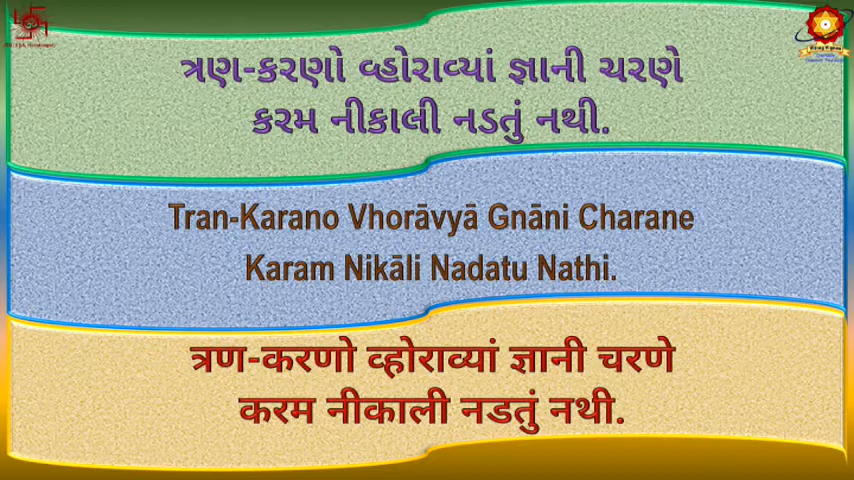 ત્રણ-કરણો વ્હોરાવ્યાં જ્ઞાની ચરણે
કરમ નીકાલી નડતું નથી.
Tran-Karano Vhorāvyā Gnāni Charane
Karam Nikāli Nadatu Nathi.
त्रण-करणो व्होराव्यां ज्ञानी चरणे
करम नीकाली नडतुं नथी.